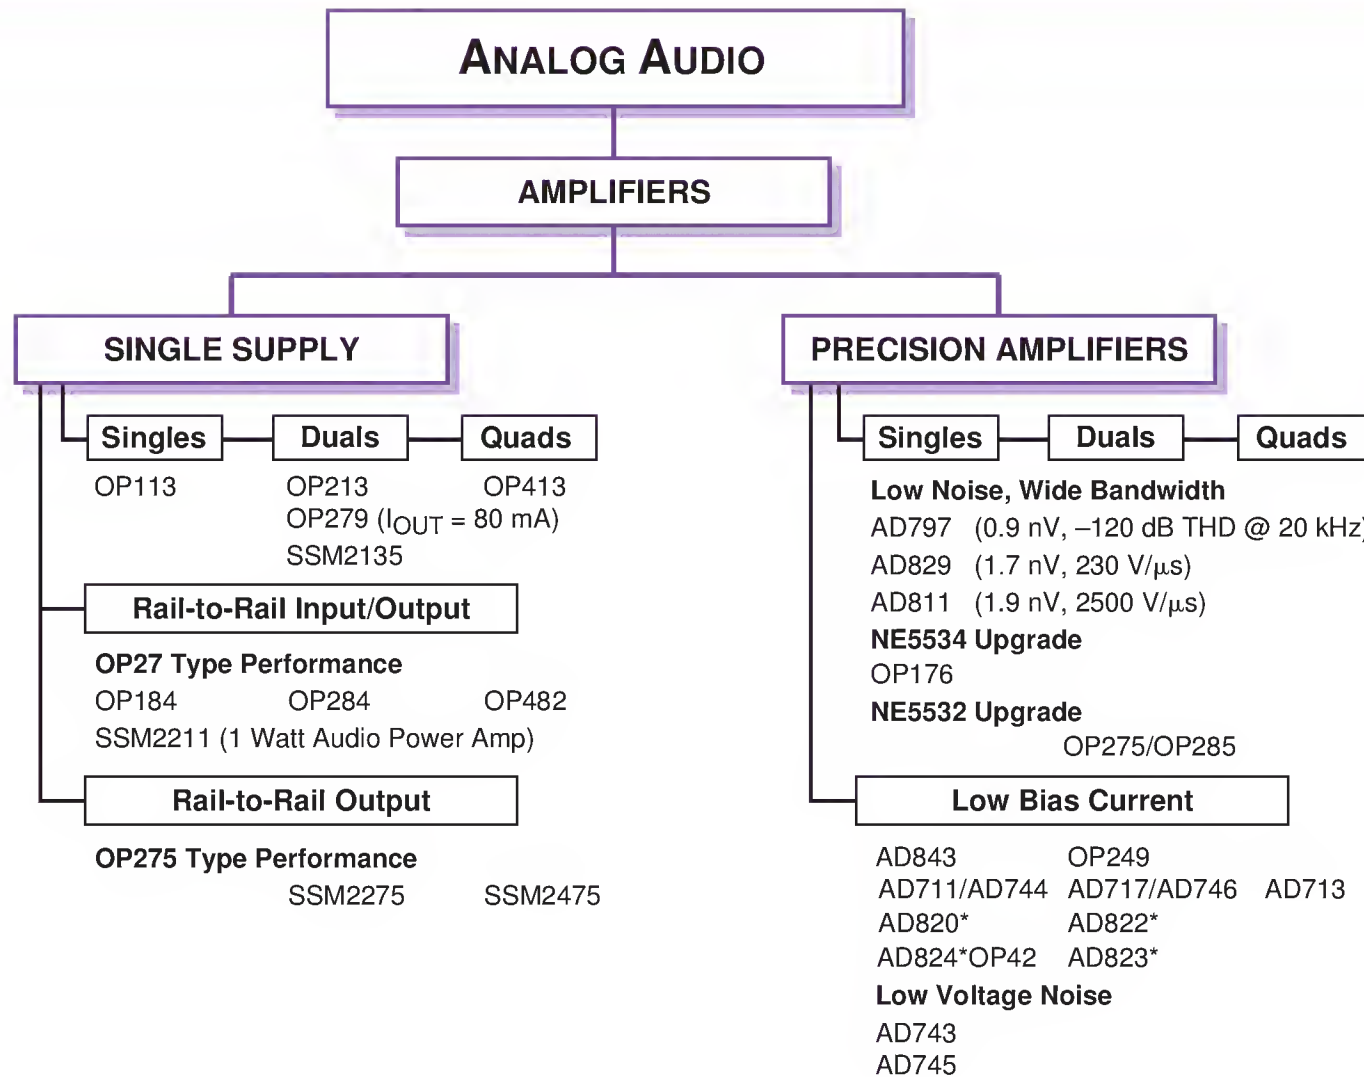 ANALOG AUDIO
AMPLIFIERS
SINGLE SUPPLY
Singles Duals Quads
OP113 OP213 OP413
OP279 (IOUT = 80 mA)
SSM2135
Rail-to-Rail Input/Output
OP27 Type Performance
OP184 OP284 OP482
SSM2211 (1 Watt Audio Power Amp)
Rail-to-Rail Output
OP275 Type Performance
SSM2275 SSM2475
PRECISION AMPLIFIERS
Singles Duals Quads
Low Noise, Wide Bandwidth
AD797 (0.9 nV, –120 dB THD @ 20 kHz)
AD829 (1.7 nV, 230 V/μs)
AD811 (1.9 nV, 2500 V/μs)
NE5534 Upgrade
OP176
NE5532 Upgrade
OP275/OP285
Low Bias Current
AD843 OP249
AD711/AD744 AD717/AD746 AD713
AD820* AD822*
AD824*OP42 AD823*
Low Voltage Noise
AD743
AD745